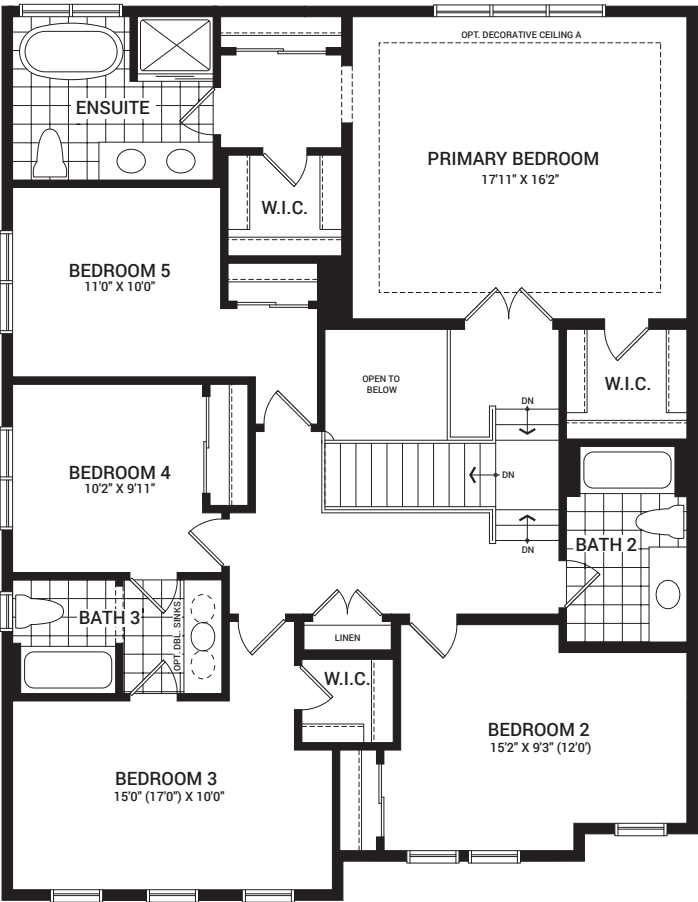 OPT. DECORATIVE CEILING A
ENSUITE
PRIMARY BEDROOM
17'11" X 16'2"
W.I.C.
BEDROOM 5
11'0" X 10'0"
OPEN TO
BELOW
W.I.C.
DN
BEDROOM 4
10'2" X 9'11"
DN
DN
BATH 2
BATH 3
OPT. DBL. SINKS
LINEN
W.I.C.
BEDROOM 2
15'2" X 9'3" (12'0')
BEDROOM 3
15'0" (17'0") X 10'0"